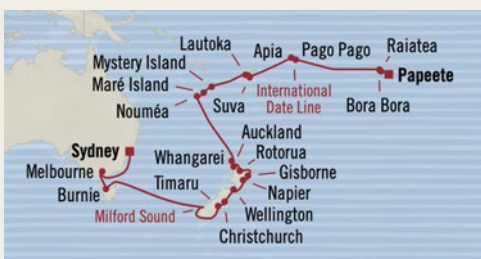 Lautoka
Apia
Pago Pago
Raiatea
Mystery Island
Papeete
Maré Island
International
Date Line
Nouméa
Suva
Bora Bora
Auckland
Sydney
Whangarei
Rotorua
Melbourne
Timaru
Gisborne
Burnie
Napier
Milford Sound
Wellington
Christchurch